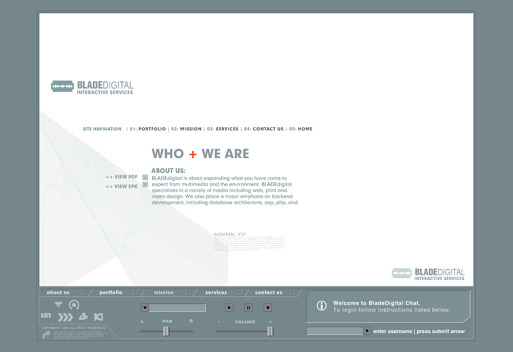 BLADEDIGITAL
INTERACTIVE SERVICES
SITE NAVIGATION | 01: PORTFOLIO | 02: MISSION | 03: SERVICES | 04: CONTACT US | 05: HOME
WHO + WE ARE
ABOUT US:
BLADEdigital is about expanding what you have come to
expect from multimedia and the environment. BLADEdigital
specializes in a variety of media including web, print and
video design. We also place a major emphasis on backend
development, including database architecture, asp, php, and
++ VIEW PDF
++ VIEW EPK
MINIMAL V3?
BLADEDIGITAL
INTERACTIVE SERVICES
about us
portfolio
mission
services
contact us
L PAN R
- VOLUME +
Welcome to BladeDigital Chat.
To login follow instructions listed below.
enter username | press submit arrow